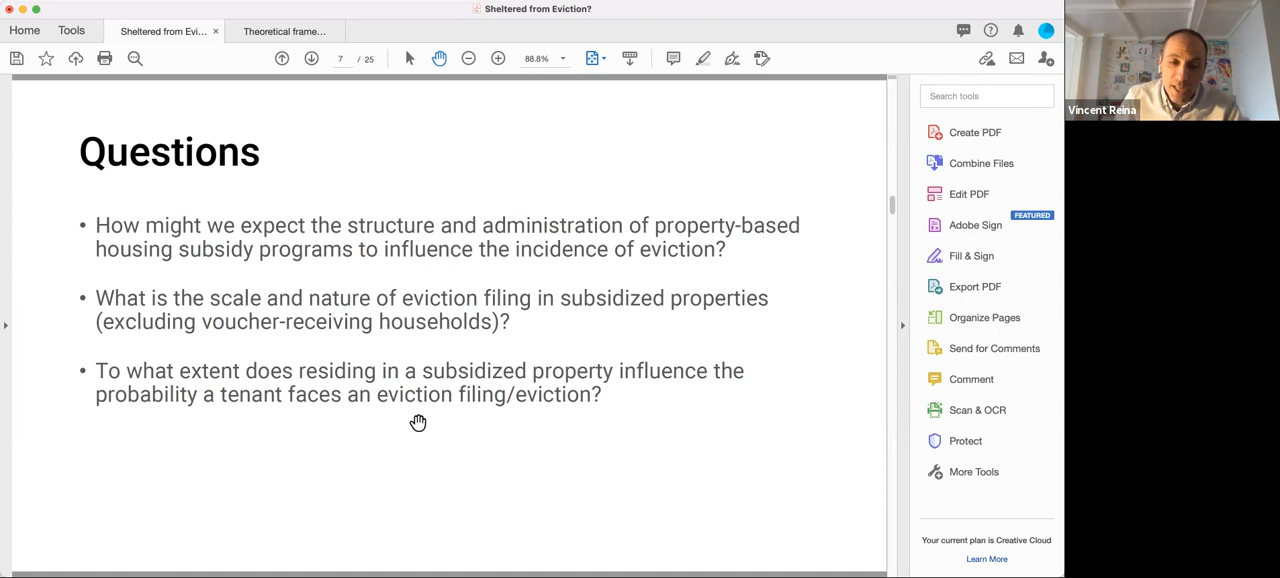 Sheltered from Eviction?
Home Tools Sheltered from Evi... × Theoretical frame...
7 / 25 88.8%
Questions
• How might we expect the structure and administration of property-based
housing subsidy programs to influence the incidence of eviction?
• What is the scale and nature of eviction filing in subsidized properties
(excluding voucher-receiving households)?
• To what extent does residing in a subsidized property influence the
probability a tenant faces an eviction filing/eviction?
Search tools
Create PDF
Combine Files
Edit PDF
FEATURED
Adobe Sign
Fill & Sign
Export PDF
Organize Pages
Send for Comments
Comment
Scan & OCR
Protect
More Tools
Your current plan is Creative Cloud
Learn More
Vincent Reina